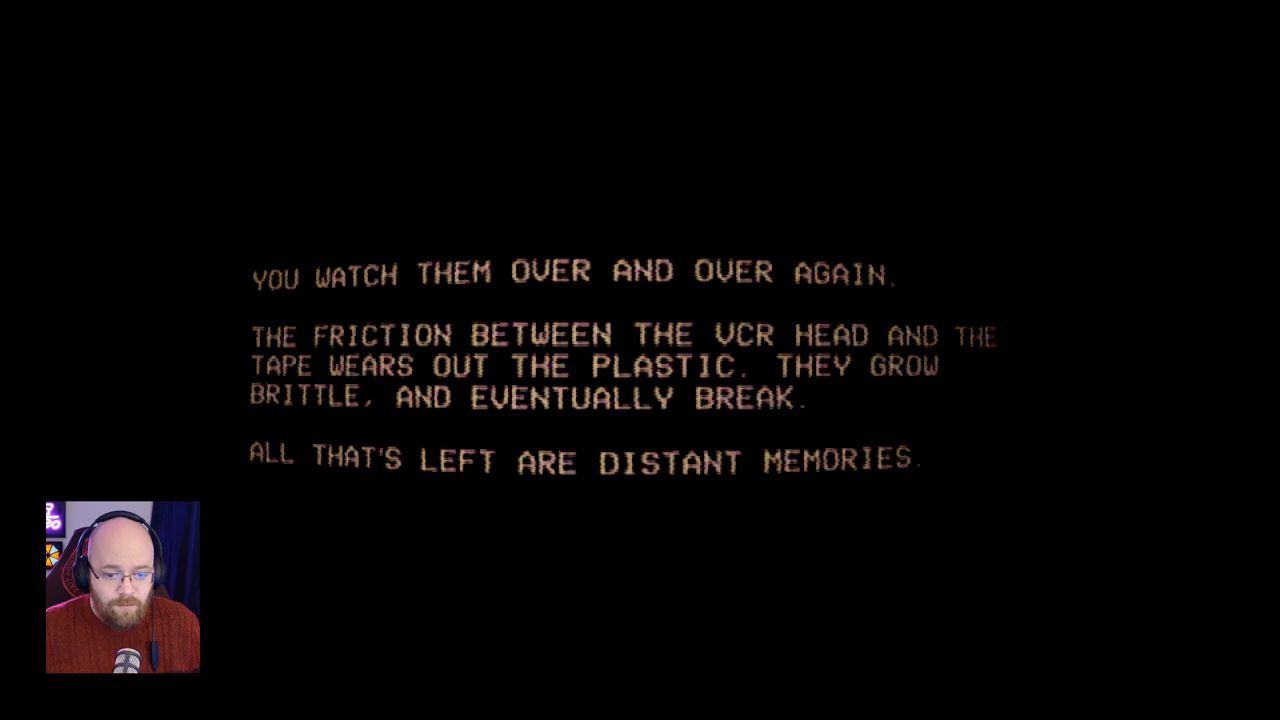 YOU WATCH THEM OVER AND OVER AGAIN.
THE FRICTION BETWEEN THE VCR HEAD AND THE
TAPE WEARS OUT THE PLASTIC. THEY GROW
BRITTLE, AND EVENTUALLY BREAK.
ALL THAT'S LEFT ARE DISTANT MEMORIES.